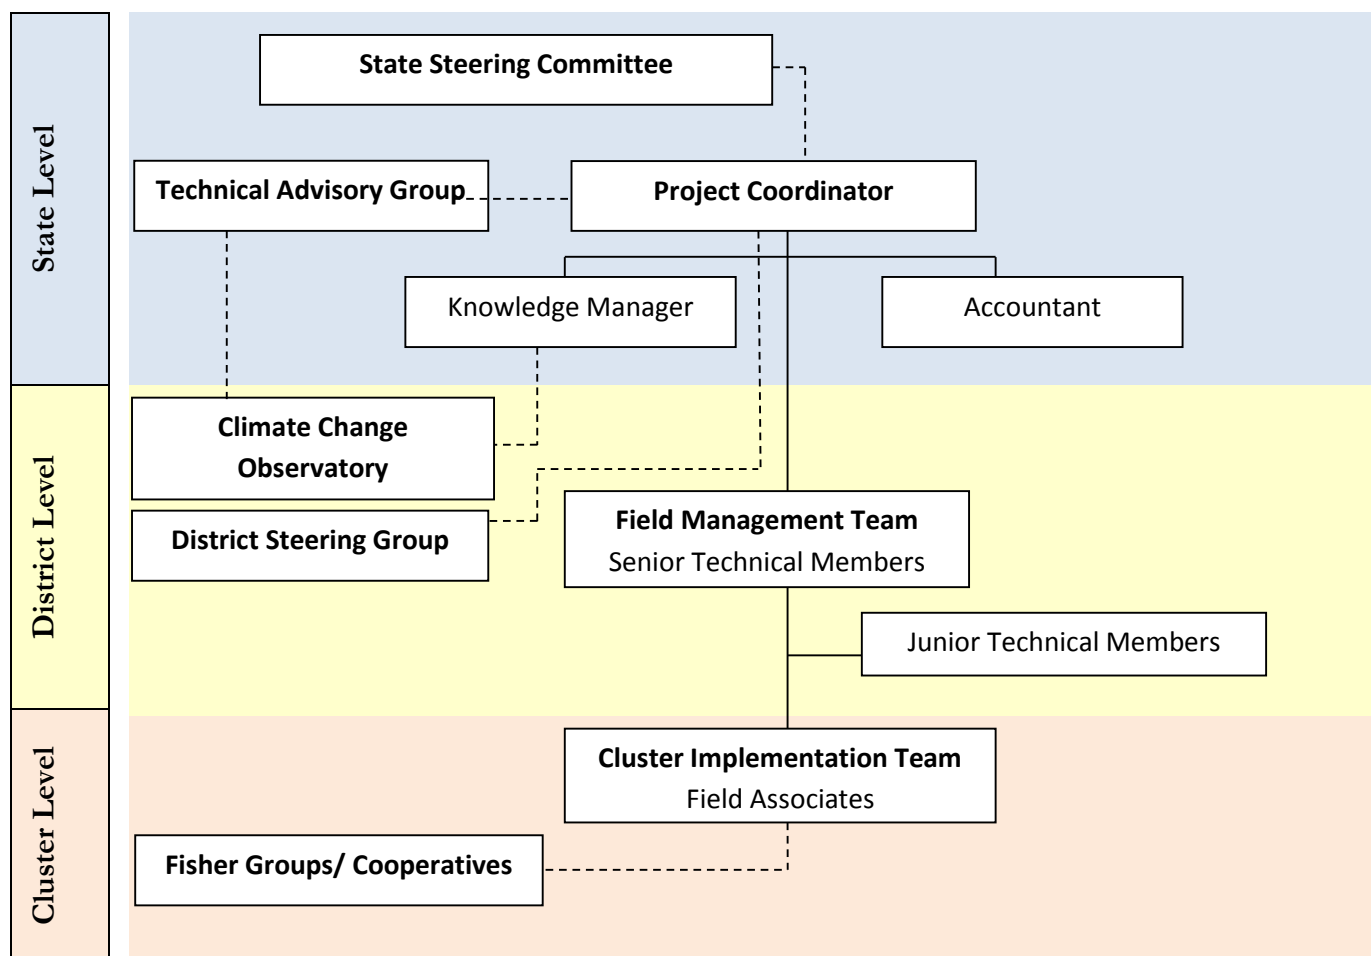 State Level
State Steering Committee
Technical Advisory Group
Project Coordinator
Knowledge Manager
Accountant
District Level
Climate Change
Observatory
District Steering Group
Field Management Team
Senior Technical Members
Junior Technical Members
Cluster Level
Cluster Implementation Team
Field Associates
Fisher Groups/ Cooperatives